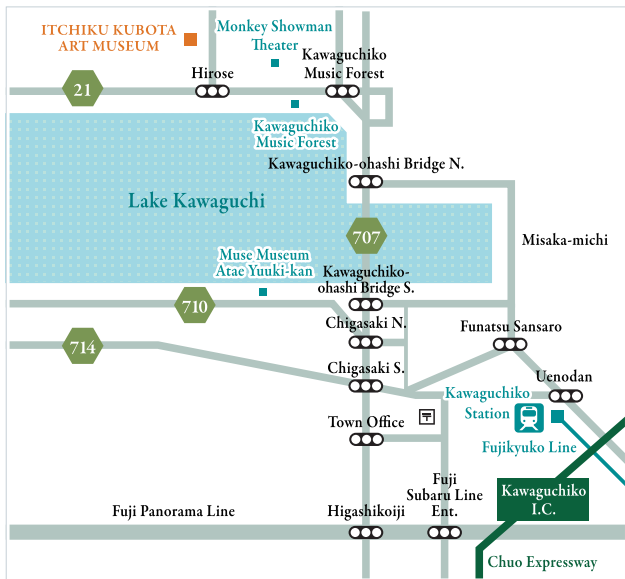 ITCHIKU KUBOTA
ART MUSEUM
Monkey Showman
Theater
Kawaguchiko
Music Forest
Hirose
21
Kawaguchiko
Music Forest
Kawaguchiko-ohashi Bridge N.
Lake Kawaguchi
707
Misaka-michi
Muse Museum
Atae Yuuki-kan
Kawaguchiko-
ohashi Bridge S.
710
Chigasaki N.
Funatsu Sansaro
714
Chigasaki S.
Uenodan
Kawaguchiko
Station
Town Office
〒
Fujikyuko Line
Fuji
Subaru Line
Ent.
Kawaguchiko
I.C.
Fuji Panorama Line
Higashikoiji
Chuo Expressway